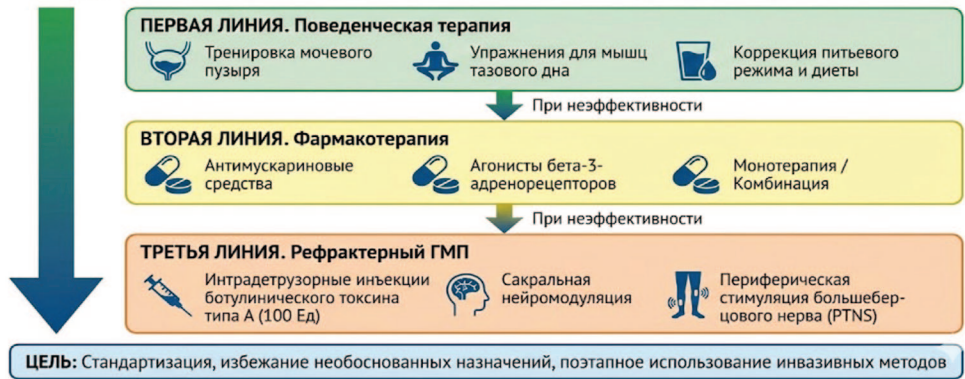 ПЕРВАЯ ЛИНИЯ. Поведенческая терапия
Тренировка мочевого
пузыря
Упражнения для мышц
тазового дна
Коррекция питьевого
режима и диеты
При неэффективности
ВТОРАЯ ЛИНИЯ. Фармакотерапия
Антимускариновые
средства
Агонисты бета-3-
адренорецепторов
Монотерапия /
Комбинация
При неэффективности
ТРЕТЬЯ ЛИНИЯ. Рефрактерный ГМП
Интрадетрузорные инъекции
ботулинического токсина
типа А (100 Ед)
Сакральная
нейромодуляция
Периферическая
стимуляция большебер-
цового нерва (PTNS)
ЦЕЛЬ: Стандартизация, избежание необоснованных назначений, поэтапное использование инвазивных методов